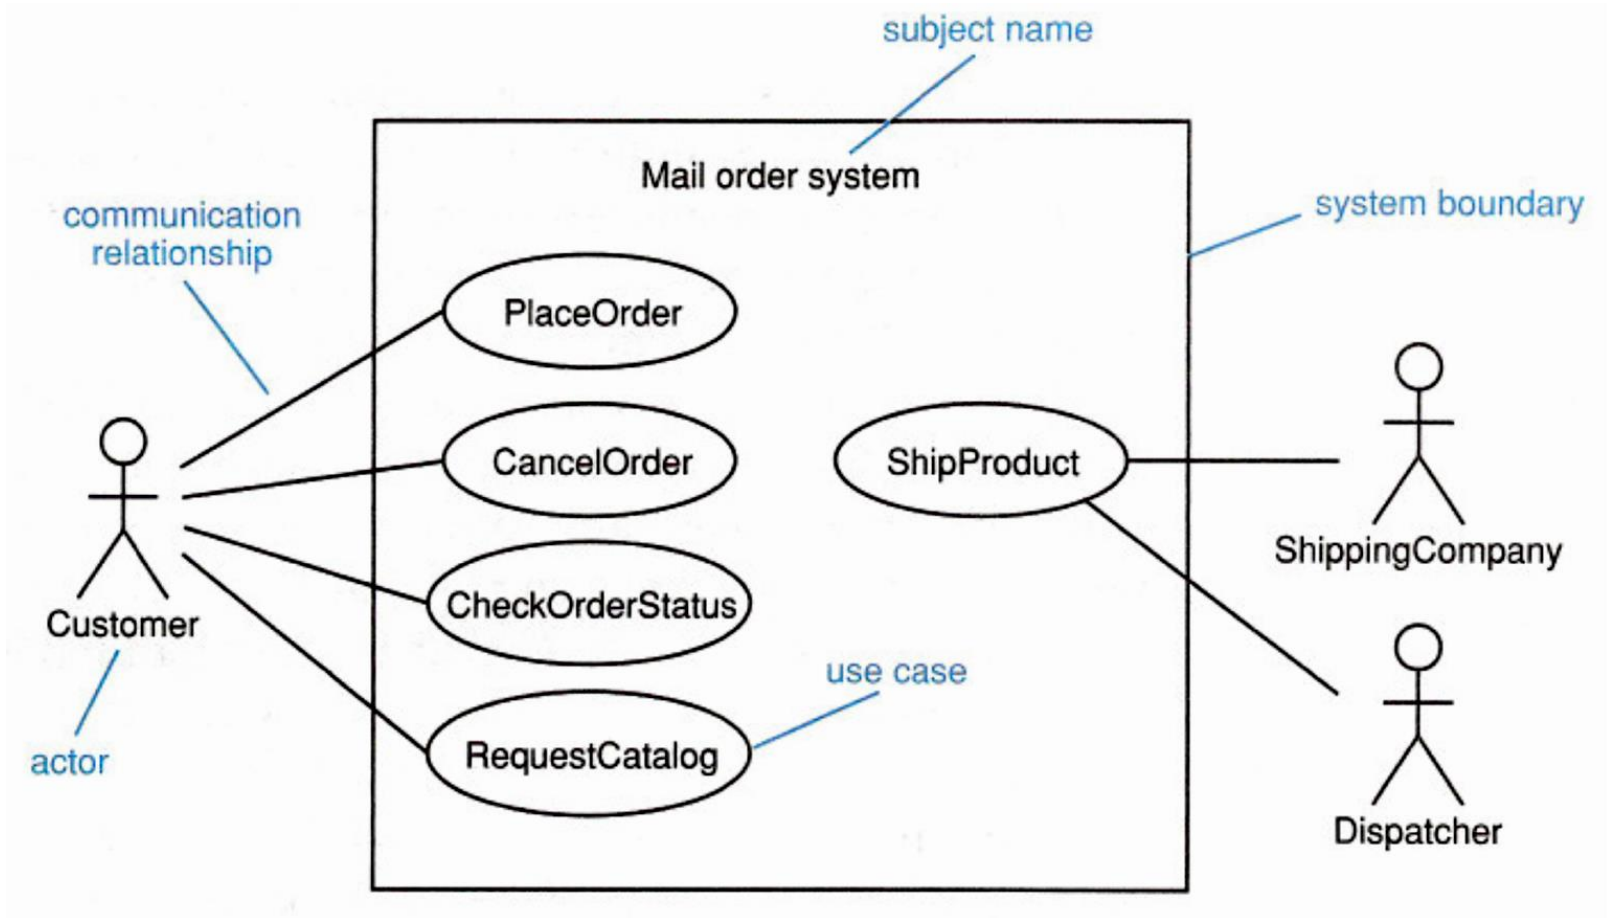 subject name
Mail order system
communication
relationship
system boundary
PlaceOrder
CancelOrder
ShipProduct
CheckOrderStatus
RequestCatalog
use case
Customer
actor
ShippingCompany
Dispatcher